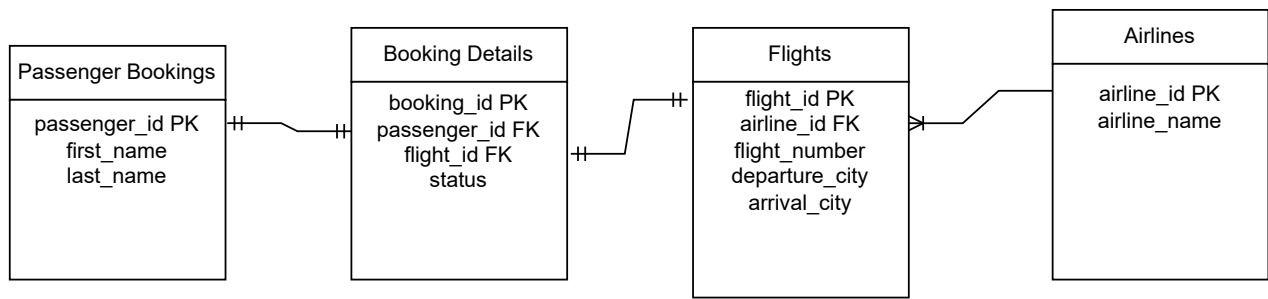 Passenger Bookings
passenger_id PK
first_name
last_name
Booking Details
booking_id PK
passenger_id FK
flight_id FK
status
Flights
flight_id PK
airline_id FK
flight_number
departure_city
arrival_city
Airlines
airline_id PK
airline_name